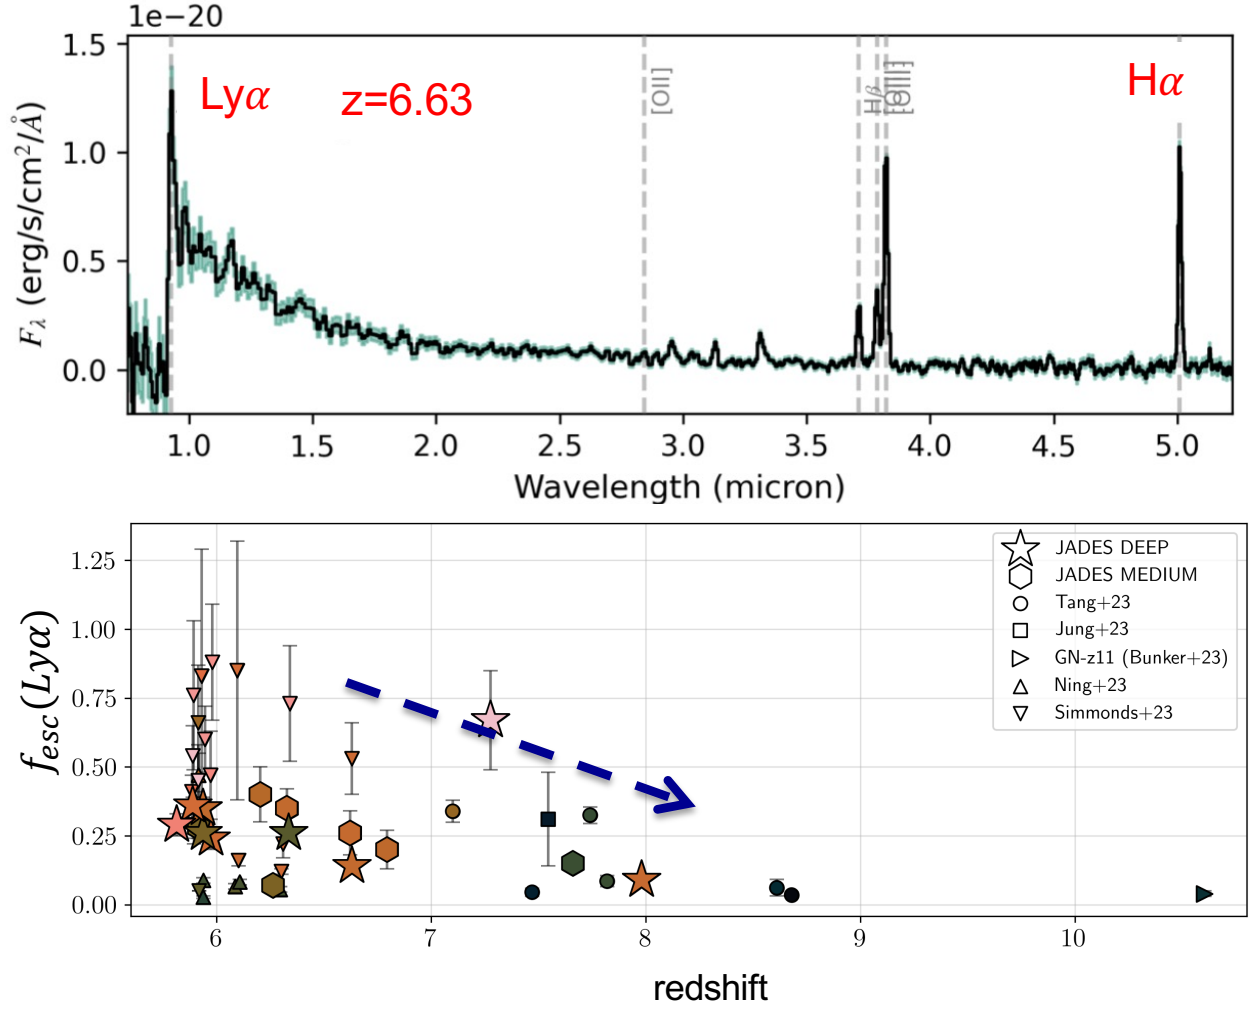 1e−20
1.5
1.0
0.5
0.0
F_λ (erg/s/cm²/Å)
Lyα
z=6.63
[OII]
Hβ
[OIII]
[OIII]
Hα
1.0 1.5 2.0 2.5 3.0 3.5 4.0 4.5 5.0
Wavelength (micron)
1.25
1.00
0.75
0.50
0.25
0.00
f_esc(Lyα)
JADES DEEP
JADES MEDIUM
Tang+23
Jung+23
GN-z11 (Bunker+23)
Ning+23
Simmonds+23
6 7 8 9 10
redshift